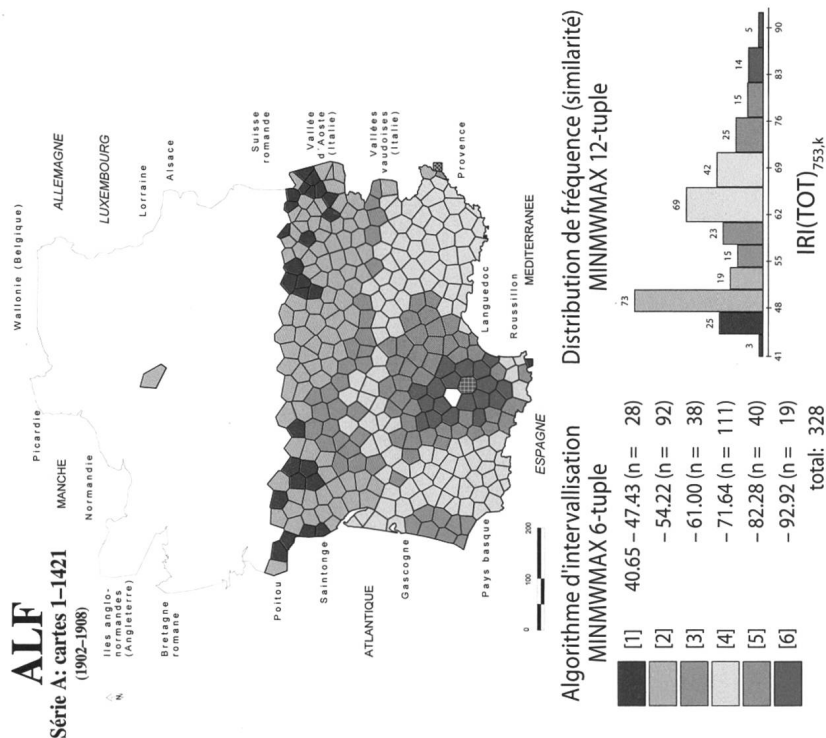 ALF
Série A: cartes 1–1421
(1902–1908)
N
Wallonie (Belgique)
Picardie
MANCHE
Normandie
Iles anglo-
normandes
(Angleterre)
Bretagne
romane
ALLEMAGNE
LUXEMBOURG
Lorraine
Alsace
Suisse
romande
Vallée
d'Aoste
(Italie)
Vallées
vaudoises
(Italie)
Provence
Poitou
Saintonge
ATLANTIQUE
Gascogne
Pays basque
ESPAGNE
Languedoc
Roussillon
MEDITERRANEE
0 100 200
Algorithme d'intervallisation
MINMWMAX 6-tuple
[1] 40.65 – 47.43 (n = 28)
[2] – 54.22 (n = 92)
[3] – 61.00 (n = 38)
[4] – 71.64 (n = 111)
[5] – 82.28 (n = 40)
[6] – 92.92 (n = 19)
total: 328
Distribution de fréquence (similarité)
MINMWMAX 12-tuple
3 25 73 19 15 23 69 42 25 15 14 5
41 48 55 62 69 76 83 90
IRI(TOT)753,k